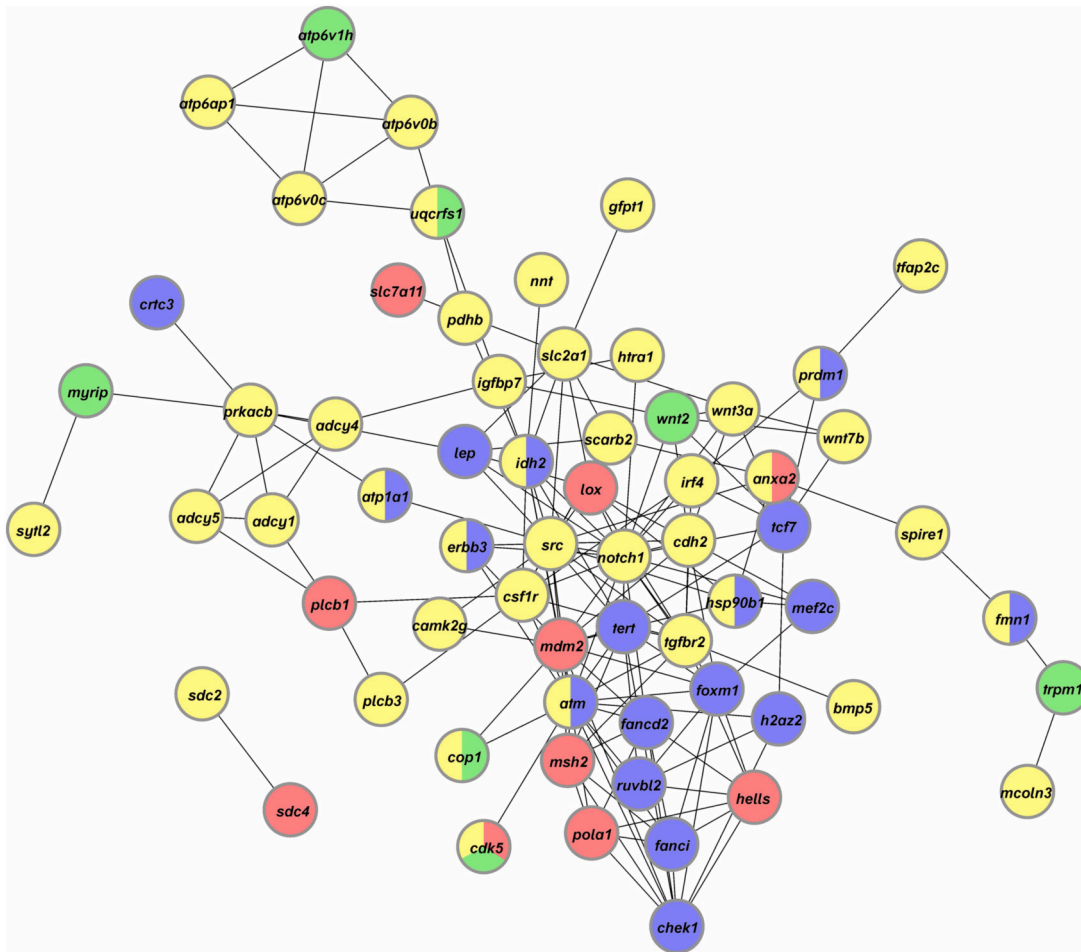 atp6v1h
atp6ap1
atp6v0b
atp6v0c
uqcrfs1
gfpt1
tfap2c
nnt
slc7a11
crtc3
pdhb
slc2a1
htra1
prdm1
igfbp7
myrip
prkacb
adcy4
wnt2
wnt3a
wnt7b
scarb2
lep
idh2
anxa2
irf4
lox
atp1a1
adcy5
adcy1
tcf7
sytl2
spire1
src
cdh2
erbb3
notch1
csf1r
plcb1
hsp90b1
mef2c
fmn1
camk2g
tert
tgfbr2
mdm2
trpm1
sdc2
plcb3
foxm1
atm
bmp5
fancd2
h2az2
cop1
msh2
ruvbl2
mcoln3
hells
sdc4
pola1
cdk5
fanci
chek1